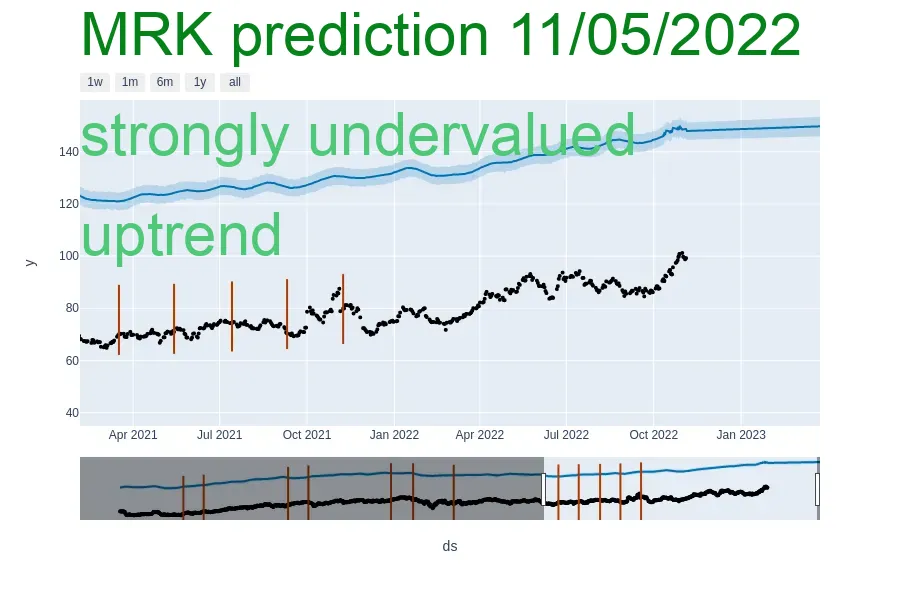 MRK prediction 11/05/2022
1w 1m 6m 1y all
strongly undervalued
140
120
uptrend
100
y
80
60
40
Apr 2021 Jul 2021 Oct 2021 Jan 2022 Apr 2022 Jul 2022 Oct 2022 Jan 2023
ds